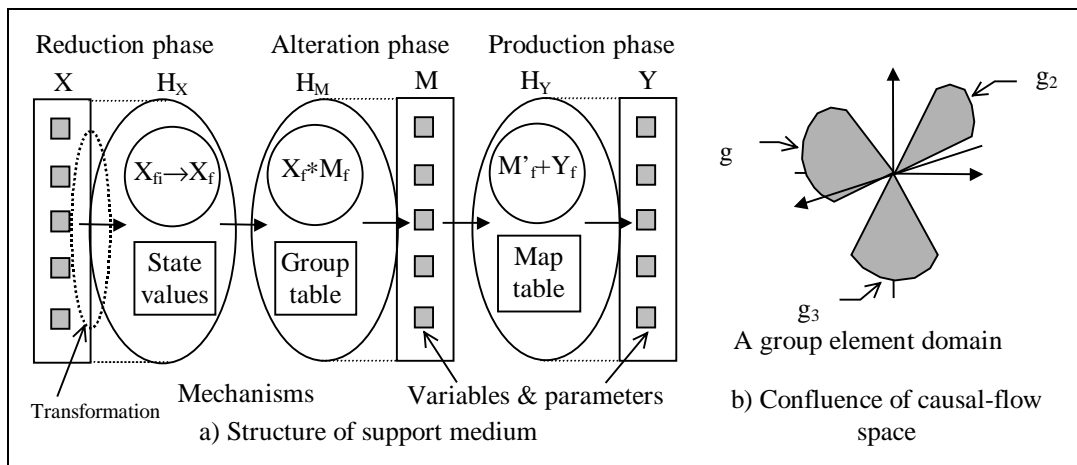 Reduction phase
Alteration phase
Production phase
X
H_X
H_M
M
H_Y
Y
X_fi→X_f
X_f*M_f
M'_f+Y_f
State
values
Group
table
Map
table
Transformation
Mechanisms
Variables & parameters
a) Structure of support medium
g_2
g
g_3
A group element domain
b) Confluence of causal-flow
space